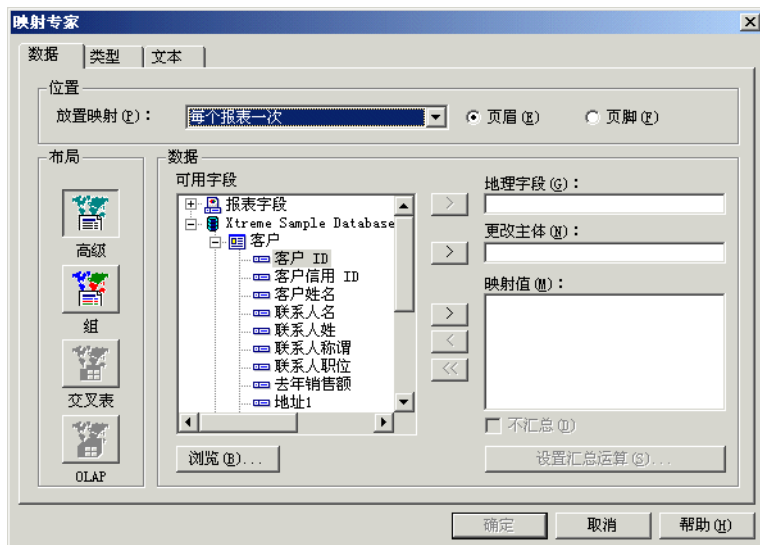 映射专家
数据 类型 文本
位置
放置映射(P): 每个报表一次 页眉(E) 页脚(F)
布局
高级
组
交叉表
OLAP
数据
可用字段
报表字段
Xtreme Sample Database
客户
客户 ID
客户信用 ID
客户姓名
联系人名
联系人姓
联系人称谓
联系人职位
去年销售额
地址1
浏览(B)...
>
地理字段(G):
>
更改主体(N):
>
<
<<
映射值(M):
不汇总(D)
设置汇总运算(S)...
确定 取消 帮助(H)